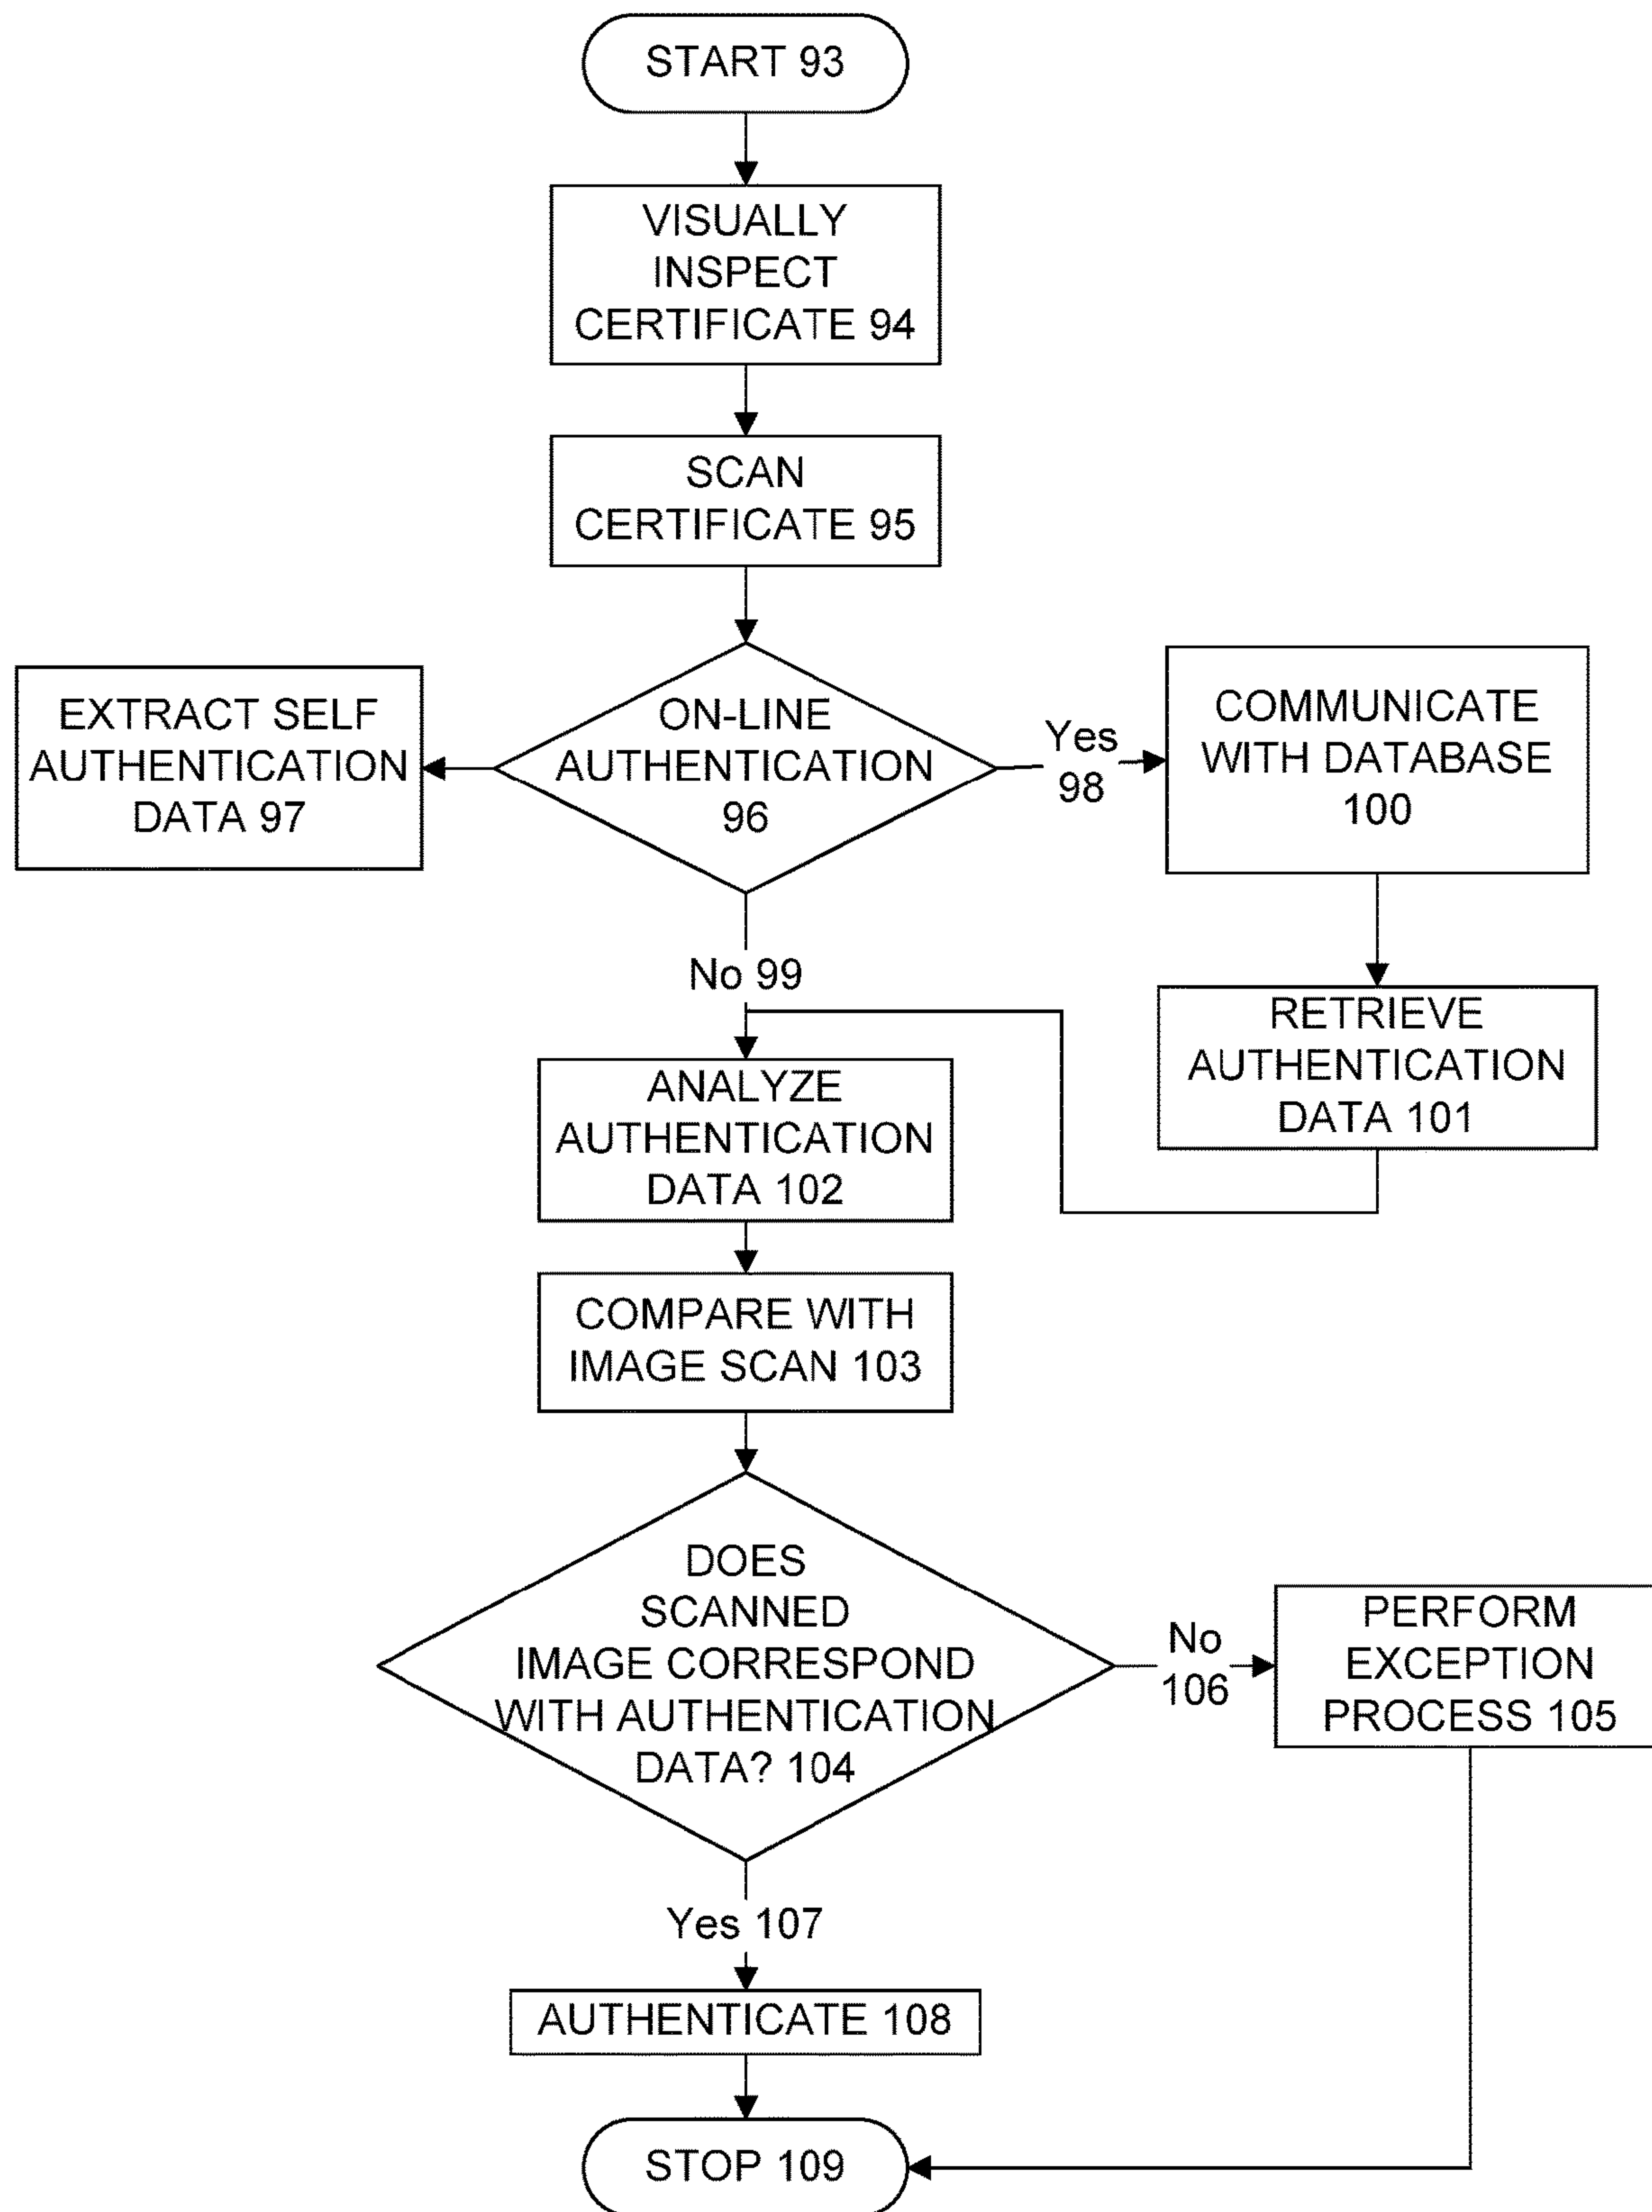 START 93
VISUALLY
INSPECT
CERTIFICATE 94
SCAN
CERTIFICATE 95
EXTRACT SELF
AUTHENTICATION
DATA 97
ON-LINE
AUTHENTICATION
96
Yes
98
COMMUNICATE
WITH DATABASE
100
No 99
RETRIEVE
AUTHENTICATION
DATA 101
ANALYZE
AUTHENTICATION
DATA 102
COMPARE WITH
IMAGE SCAN 103
DOES
SCANNED
IMAGE CORRESPOND
WITH AUTHENTICATION
DATA? 104
No
106
PERFORM
EXCEPTION
PROCESS 105
Yes 107
AUTHENTICATE 108
STOP 109